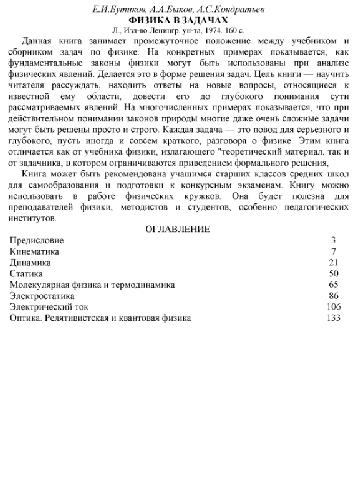 Е.И.Бутиков, А.А.Быков, А.С.Кондратьев
ФИЗИКА В ЗАДАЧАХ
Л., Изд-во Ленингр. ун-та, 1974. 160 с.
Данная книга занимает промежуточное положение между учебником и
сборником задач по физике. На конкретных примерах показывается, как
фундаментальные законы физики могут быть использованы при анализе
физических явлений. Делается это в форме решения задач. Цель книги — научить
читателя рассуждать, находить ответы на новые вопросы, относящиеся к
известной ему области, довести его до глубокого понимания сути
рассматриваемых явлений. На многочисленных примерах показывается, что при
действительном понимании законов природы многие даже очень сложные задачи
могут быть решены просто и строго. Каждая задача — это повод для серьезного и
глубокого, пусть иногда и совсем краткого, разговора о физике. Этим книга
отличается как от учебника физики, излагающего "теоретический материал, так и
от задачника, в котором ограничиваются приведением формального решения,
Книга может быть рекомендована учащимся старших классов средних школ
для самообразования и подготовки к конкурсным экзаменам. Книгу можно
использовать в работе физических кружков. Она будет полезна для
преподавателей физики, методистов и студентов, особенно педагогических
институтов.
ОГЛАВЛЕНИЕ
Предисловие 3
Кинематика 7
Динамика 21
Статика 50
Молекулярная физика и термодинамика 65
Электростатика 86
Электрический ток 106
Оптика. Релятивистская и квантовая физика 133